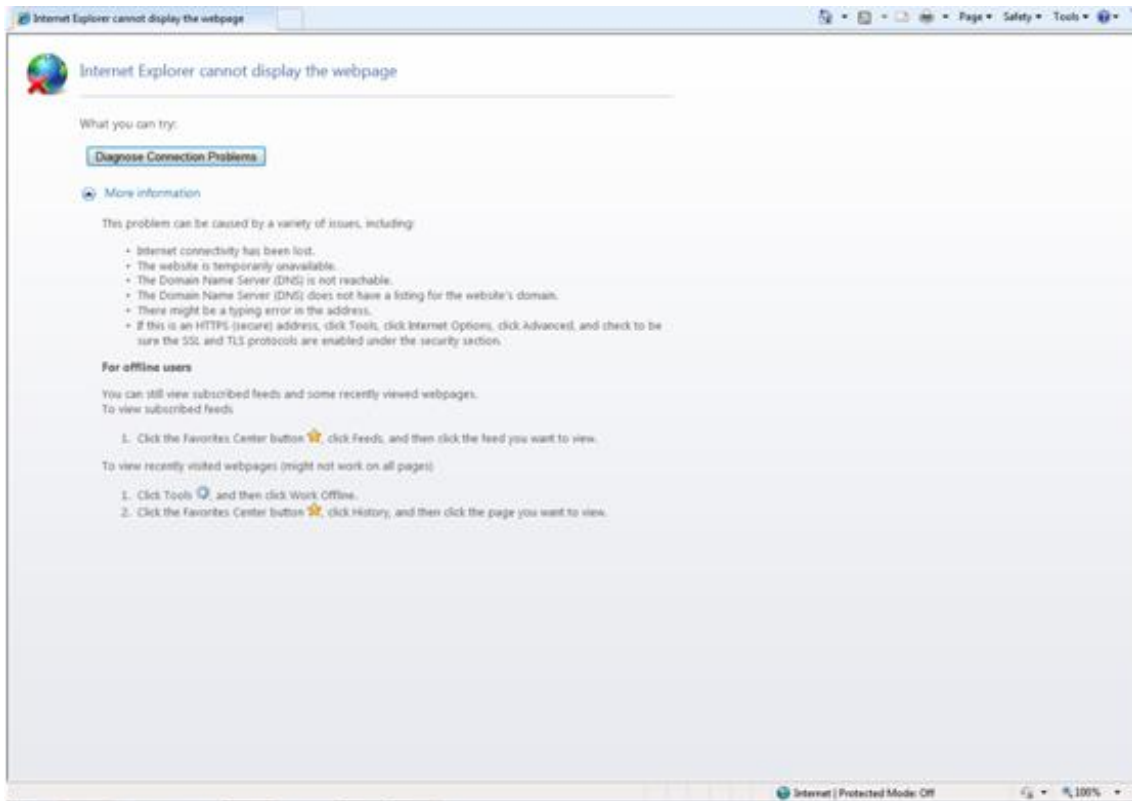 Internet Explorer cannot display the webpage
Page Safety Tools
Internet Explorer cannot display the webpage
What you can try:
Diagnose Connection Problems
More information
This problem can be caused by a variety of issues, including:
• Internet connectivity has been lost.
• The website is temporarily unavailable.
• The Domain Name Server (DNS) is not reachable.
• The Domain Name Server (DNS) does not have a listing for the website's domain.
• There might be a typing error in the address.
• If this is an HTTPS (secure) address, click Tools, click Internet Options, click Advanced, and check to be
sure the SSL and TLS protocols are enabled under the security section.
For offline users
You can still view subscribed feeds and some recently viewed webpages.
To view subscribed feeds
1. Click the Favorites Center button , click Feeds, and then click the feed you want to view.
To view recently visited webpages (might not work on all pages)
1. Click Tools , and then click Work Offline.
2. Click the Favorites Center button , click History, and then click the page you want to view.
Internet | Protected Mode: Off 100%